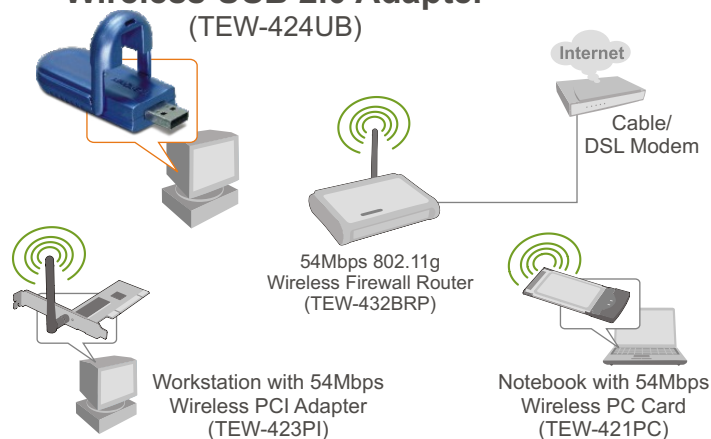 Wireless USB 2.0 Adapter
(TEW-424UB)
Internet
Cable/
DSL Modem
54Mbps 802.11g
Wireless Firewall Router
(TEW-432BRP)
Workstation with 54Mbps
Wireless PCI Adapter
(TEW-423PI)
Notebook with 54Mbps
Wireless PC Card
(TEW-421PC)